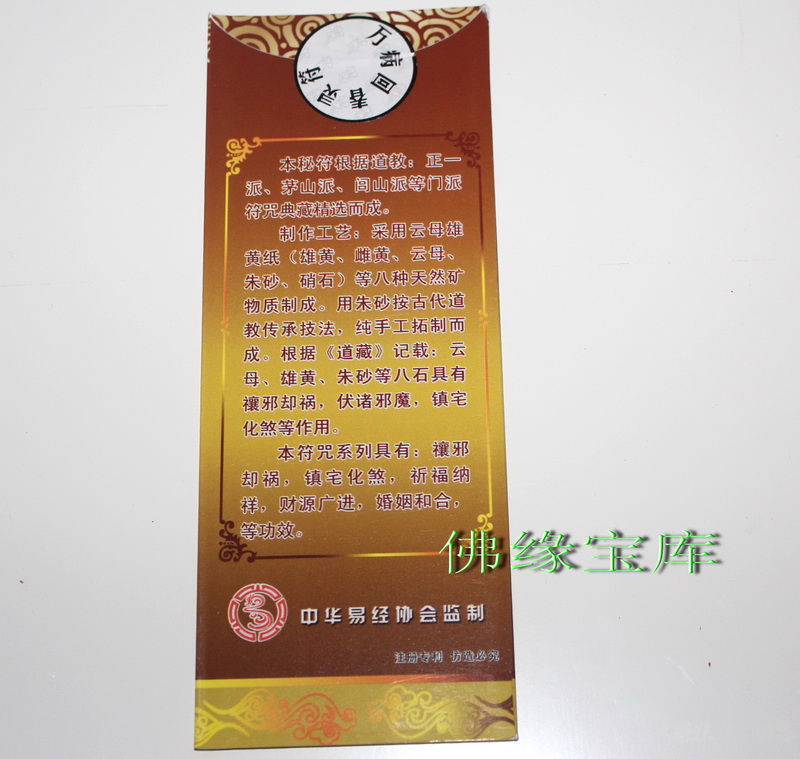 万病回春灵符
本秘符根据道教：正一
派、茅山派、闾山派等门派
符咒典藏精选而成。
制作工艺：采用云母雄
黄纸（雄黄、雌黄、云母、
朱砂、硝石）等八种天然矿
物质制成。用朱砂按古代道
教传承技法，纯手工拓制而
成。根据《道藏》记载：云
母、雄黄、朱砂等八石具有
禳邪却祸，伏诸邪魔，镇宅
化煞等作用。
本符咒系列具有：禳邪
却祸，镇宅化煞，祈福纳
祥，财源广进，婚姻和合，
等功效。
佛缘宝库
中华易经协会监制
注册专利 仿造必究